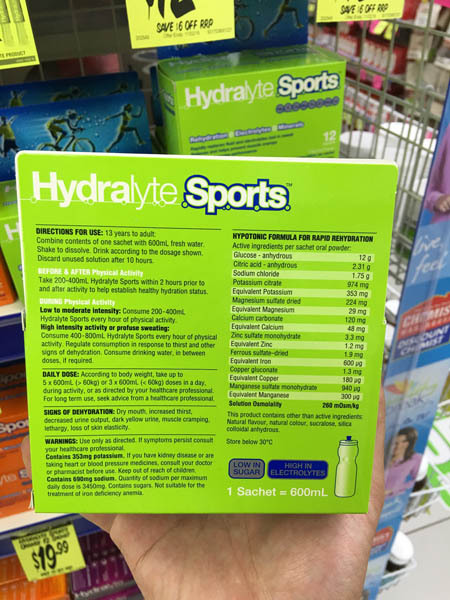 SAVE $6 OFF RRP
SAVE $6 OFF RRP
Hydralyte Sports
Rehydration Electrolytes Minerals
12
Hydralyte Sports™
DIRECTIONS FOR USE: 13 years to adult:
Combine contents of one sachet with 600mL fresh water.
Shake to dissolve. Drink according to the dosage shown.
Discard unused solution after 10 hours.
BEFORE & AFTER Physical Activity
Take 200-400mL Hydralyte Sports within 2 hours prior to
and after activity to help establish healthy hydration status.
DURING Physical Activity
Low to moderate intensity: Consume 200-400mL
Hydralyte Sports every hour of physical activity.
High intensity activity or profuse sweating:
Consume 400-800mL Hydralyte Sports every hour of physical
activity. Regulate consumption in response to thirst and other
signs of dehydration. Consume drinking water, in between
doses, if required.
DAILY DOSE: According to body weight, take up to
5 x 600mL (> 60kg) or 3 x 600mL (< 60kg) doses in a day,
during activity, or as directed by your healthcare professional.
For long term use, seek advice from a healthcare professional.
SIGNS OF DEHYDRATION: Dry mouth, increased thirst,
decreased urine output, dark yellow urine, muscle cramping,
lethargy, loss of skin elasticity.
WARNINGS: Use only as directed. If symptoms persist consult
your healthcare professional.
Contains 353mg potassium. If you have kidney disease or are
taking heart or blood pressure medicines, consult your doctor
or pharmacist before use. Keep out of reach of children.
Contains 690mg sodium. Quantity of sodium per maximum
daily dose is 3450mg. Contains sugars. Not suitable for the
treatment of iron deficiency anemia.
HYPOTONIC FORMULA FOR RAPID REHYDRATION
Active ingredients per sachet oral powder:
Glucose - anhydrous 12 g
Citric acid - anhydrous 2.31 g
Sodium chloride 1.75 g
Potassium citrate 974 mg
Equivalent Potassium 353 mg
Magnesium sulfate dried 224 mg
Equivalent Magnesium 29 mg
Calcium carbonate 120 mg
Equivalent Calcium 48 mg
Zinc sulfate monohydrate 3.3 mg
Equivalent Zinc 1.2 mg
Ferrous sulfate-dried 1.9 mg
Equivalent Iron 600 µg
Copper gluconate 1.3 mg
Equivalent Copper 180 µg
Manganese sulfate monohydrate 940 µg
Equivalent Manganese 300 µg
Solution Osmolality 260 mOsm/kg
This product contains other than active ingredients:
Natural flavour, natural colour, sucralose, silica
colloidal anhydrous.
Store below 30°C
LOW IN
SUGAR
HIGH IN
ELECTROLYTES
1 Sachet = 600mL
$19.99